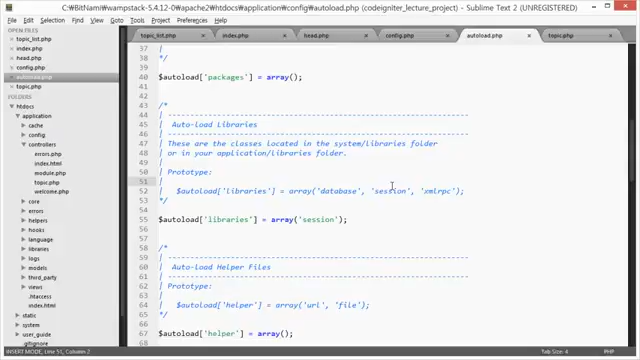 C:₩BitNami₩wampstack-5.4.12-0₩apache2₩htdocs₩application₩config₩autoload.php (codeigniter_lecture_project) - Sublime Text 2 (UNREGISTERED)
File Edit Selection Find View Goto Tools Project Preferences Help
OPEN FILES
topic_list.php
index.php
head.php
config.php
autoload.php
topic.php
FOLDERS
htdocs
application
cache
config
controllers
errors.php
index.html
module.php
topic.php
welcome.php
core
errors
helpers
hooks
language
libraries
logs
models
third_party
views
.htaccess
index.html
static
system
user_guide
.gitignore
topic_list.php index.php head.php config.php autoload.php topic.php
37 |
38 */
39
40 $autoload['packages'] = array();
41
42
43 /*
44 | -------------------------------------------------------------------
45 | Auto-load Libraries
46 | -------------------------------------------------------------------
47 | These are the classes located in the system/libraries folder
48 | or in your application/libraries folder.
49 |
50 | Prototype:
51 |
52 | $autoload['libraries'] = array('database', 'session', 'xmlrpc');
53 */
54
55 $autoload['libraries'] = array('session');
56
57
58 /*
59 | -------------------------------------------------------------------
60 | Auto-load Helper Files
61 | -------------------------------------------------------------------
62 | Prototype:
63 |
64 | $autoload['helper'] = array('url', 'file');
65 */
66
67 $autoload['helper'] = array();
68
INSERT MODE, Line 51, Column 2 Tab Size: 4 PHP